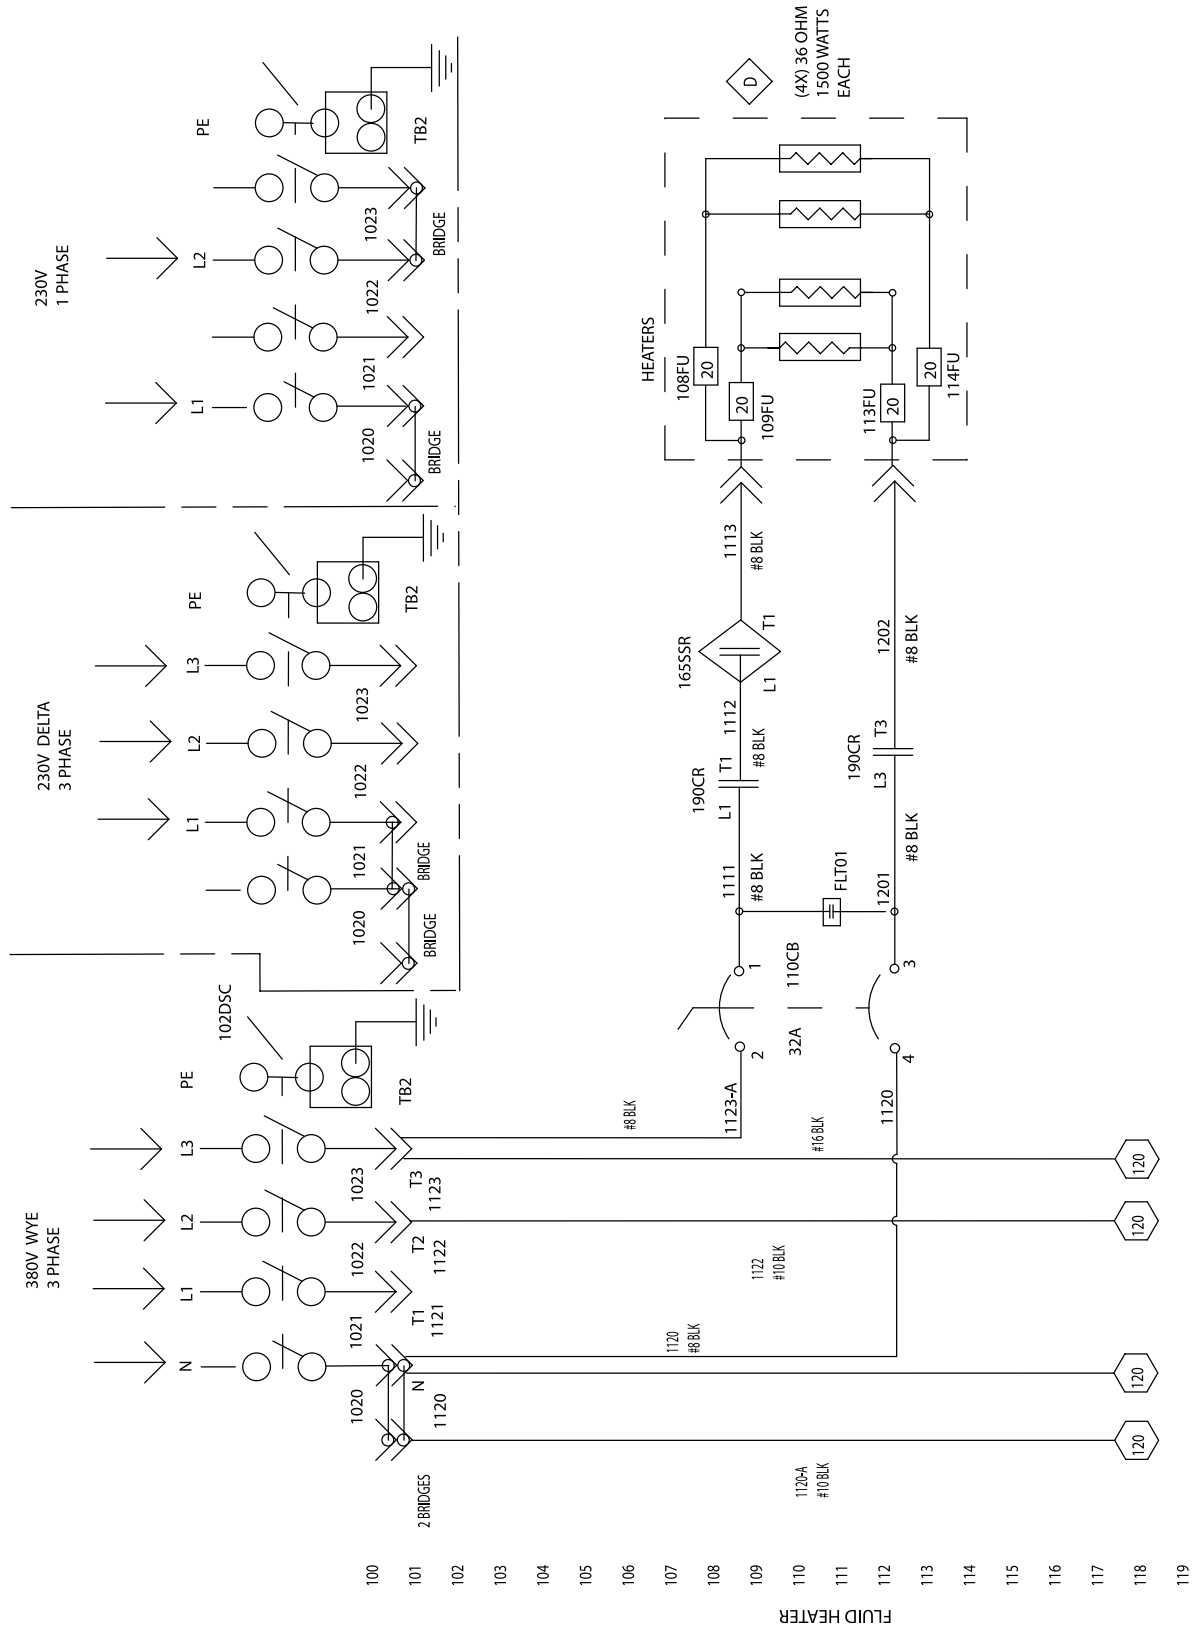 380V WYE
3 PHASE
N
L1
L2
L3
PE
102DSC
1020
1021
1022
1023
TB2
2 BRIDGES
N
1120
T1
1121
T2
1122
T3
1123
230V DELTA
3 PHASE
L1
L2
L3
PE
1020
1021
1022
1023
TB2
BRIDGE
BRIDGE
230V
1 PHASE
L1
L2
PE
1020
1021
1022
1023
TB2
BRIDGE
BRIDGE
1120-A
#10 BLK
1120
#8 BLK
1122
#10 BLK
#16 BLK
#8 BLK
120
120
120
120
1123-A
1120
2
1
4
3
32A
110CB
1111
#8 BLK
FLT01
1201
#8 BLK
190CR
L1
T1
1112
#8 BLK
165SSR
L1
T1
1113
#8 BLK
190CR
L3
T3
1202
#8 BLK
HEATERS
108FU
20
20
109FU
113FU
20
20
114FU
D
(4X) 36 OHM
1500 WATTS
EACH
100
101
102
103
104
105
106
107
108
109
110
111
112
113
114
115
116
117
118
119
FLUID HEATER